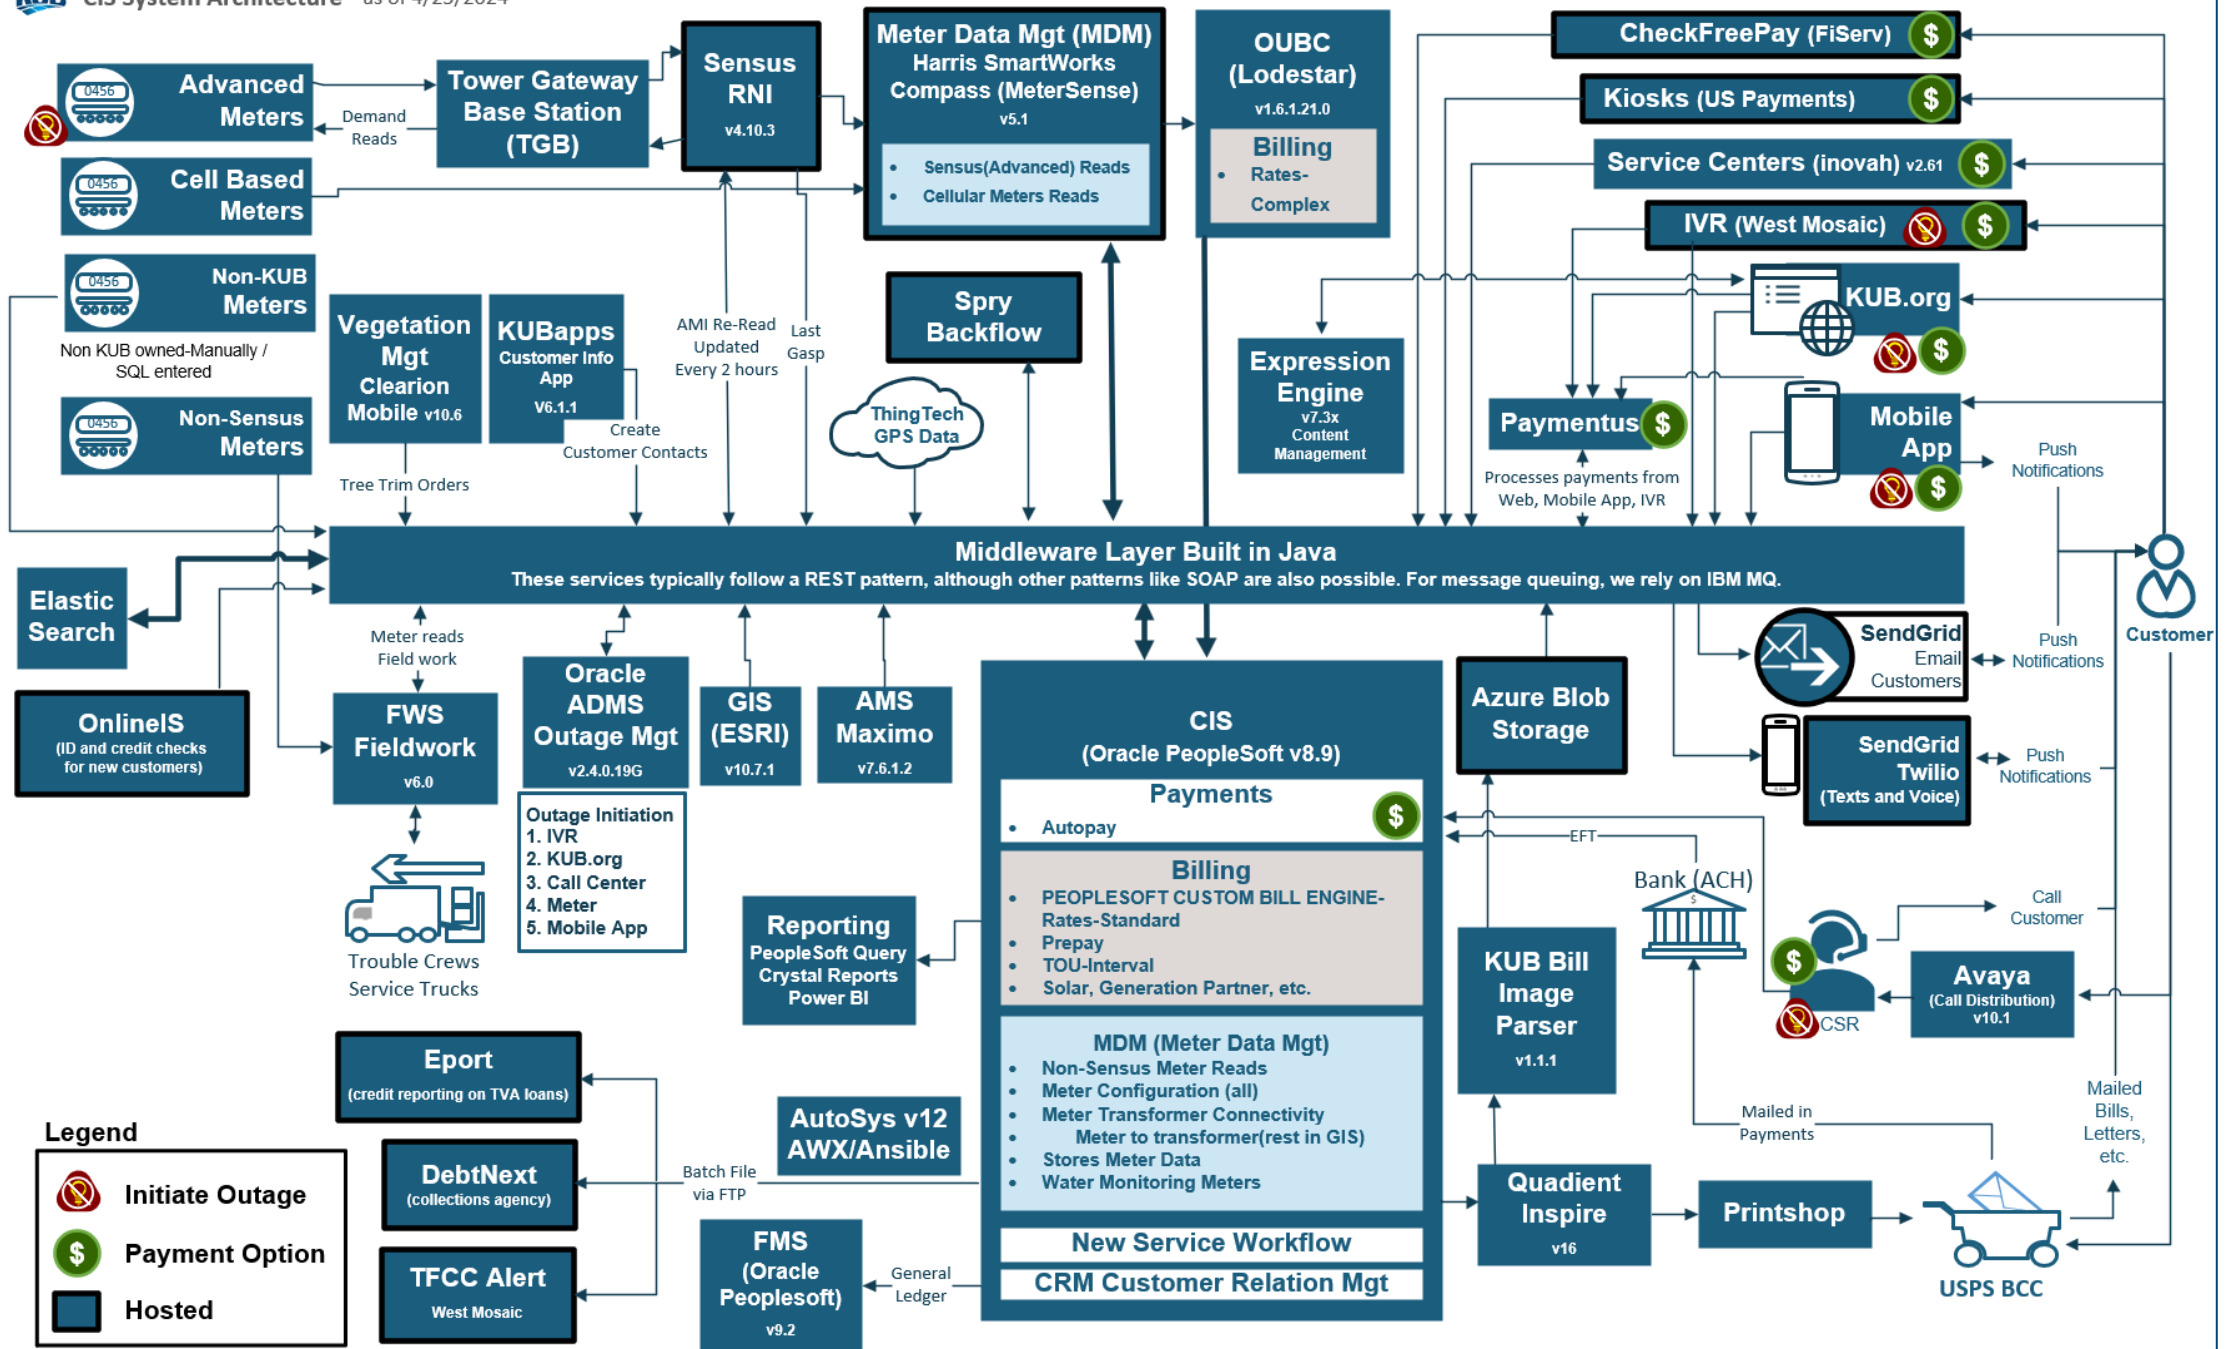 CIS System Architecture as of 4/25/2024
0456
Advanced
Meters
Demand
Reads
Tower Gateway
Base Station
(TGB)
Sensus
RNI
v4.10.3
Meter Data Mgt (MDM)
Harris SmartWorks
Compass (MeterSense)
v5.1
• Sensus(Advanced) Reads
• Cellular Meters Reads
OUBC
(Lodestar)
v1.6.1.21.0
Billing
• Rates-
Complex
CheckFreePay (FiServ) $
Kiosks (US Payments) $
Service Centers (inovah) v2.61 $
IVR (West Mosaic) $
KUB.org
$
0456
Cell Based
Meters
0456
Non-KUB
Meters
Non KUB owned-Manually /
SQL entered
0456
Non-Sensus
Meters
Vegetation
Mgt
Clearion
Mobile v10.6
Tree Trim Orders
KUBapps
Customer Info
App
V6.1.1
Create
Customer Contacts
AMI Re-Read
Updated
Every 2 hours
Last
Gasp
Spry
Backflow
ThingTech
GPS Data
Expression
Engine
v7.3x
Content
Management
Paymentus $
Processes payments from
Web, Mobile App, IVR
Mobile
App
$
Push
Notifications
Middleware Layer Built in Java
These services typically follow a REST pattern, although other patterns like SOAP are also possible. For message queuing, we rely on IBM MQ.
Elastic
Search
OnlineIS
(ID and credit checks
for new customers)
Meter reads
Field work
FWS
Fieldwork
v6.0
Trouble Crews
Service Trucks
Oracle
ADMS
Outage Mgt
v2.4.0.19G
Outage Initiation
1. IVR
2. KUB.org
3. Call Center
4. Meter
5. Mobile App
GIS
(ESRI)
v10.7.1
AMS
Maximo
v7.6.1.2
CIS
(Oracle PeopleSoft v8.9)
Payments
$
• Autopay
Billing
• PEOPLESOFT CUSTOM BILL ENGINE-
Rates-Standard
• Prepay
• TOU-Interval
• Solar, Generation Partner, etc.
MDM (Meter Data Mgt)
• Non-Sensus Meter Reads
• Meter Configuration (all)
• Meter Transformer Connectivity
• Meter to transformer(rest in GIS)
• Stores Meter Data
• Water Monitoring Meters
New Service Workflow
CRM Customer Relation Mgt
Azure Blob
Storage
SendGrid
Email
Customers
Push
Notifications
Customer
SendGrid
Twilio
(Texts and Voice)
Push
Notifications
EFT
Bank (ACH)
$
Call
Customer
$
CSR
Avaya
(Call Distribution)
v10.1
KUB Bill
Image
Parser
v1.1.1
Mailed in
Payments
Mailed
Bills,
Letters,
etc.
Quadient
Inspire
v16
Printshop
USPS BCC
Reporting
PeopleSoft Query
Crystal Reports
Power BI
AutoSys v12
AWX/Ansible
Batch File
via FTP
Eport
(credit reporting on TVA loans)
DebtNext
(collections agency)
TFCC Alert
West Mosaic
FMS
(Oracle
Peoplesoft)
v9.2
General
Ledger
Legend
Initiate Outage
$ Payment Option
Hosted